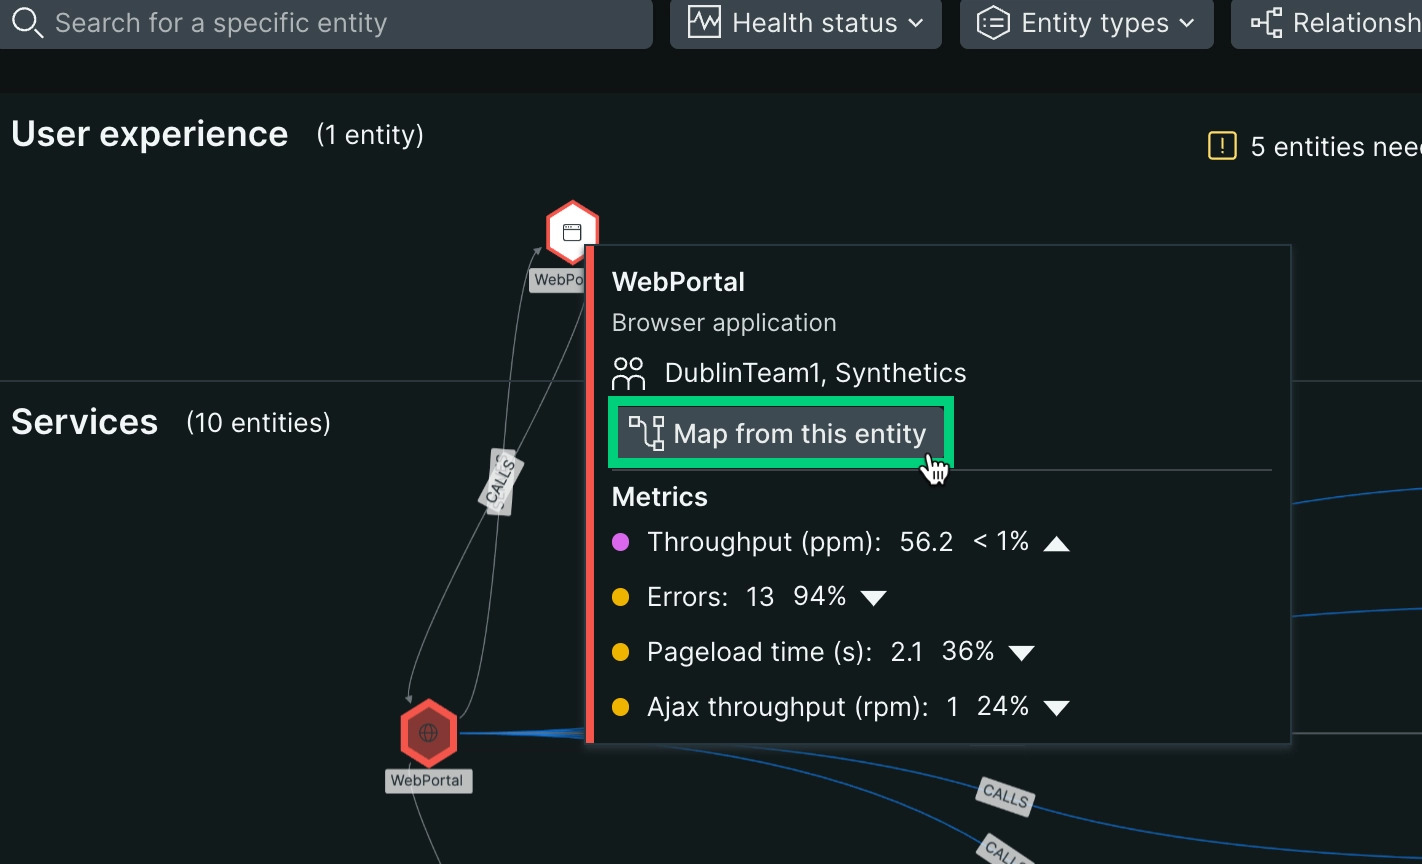 Search for a specific entity
Health status
Entity types
Relationsh
User experience (1 entity)
5 entities nee
WebPo
WebPortal
Browser application
DublinTeam1, Synthetics
Map from this entity
Services (10 entities)
CALLS
Metrics
Throughput (ppm): 56.2 < 1%
Errors: 13 94%
Pageload time (s): 2.1 36%
Ajax throughput (rpm): 1 24%
WebPortal
CALLS
CALLS